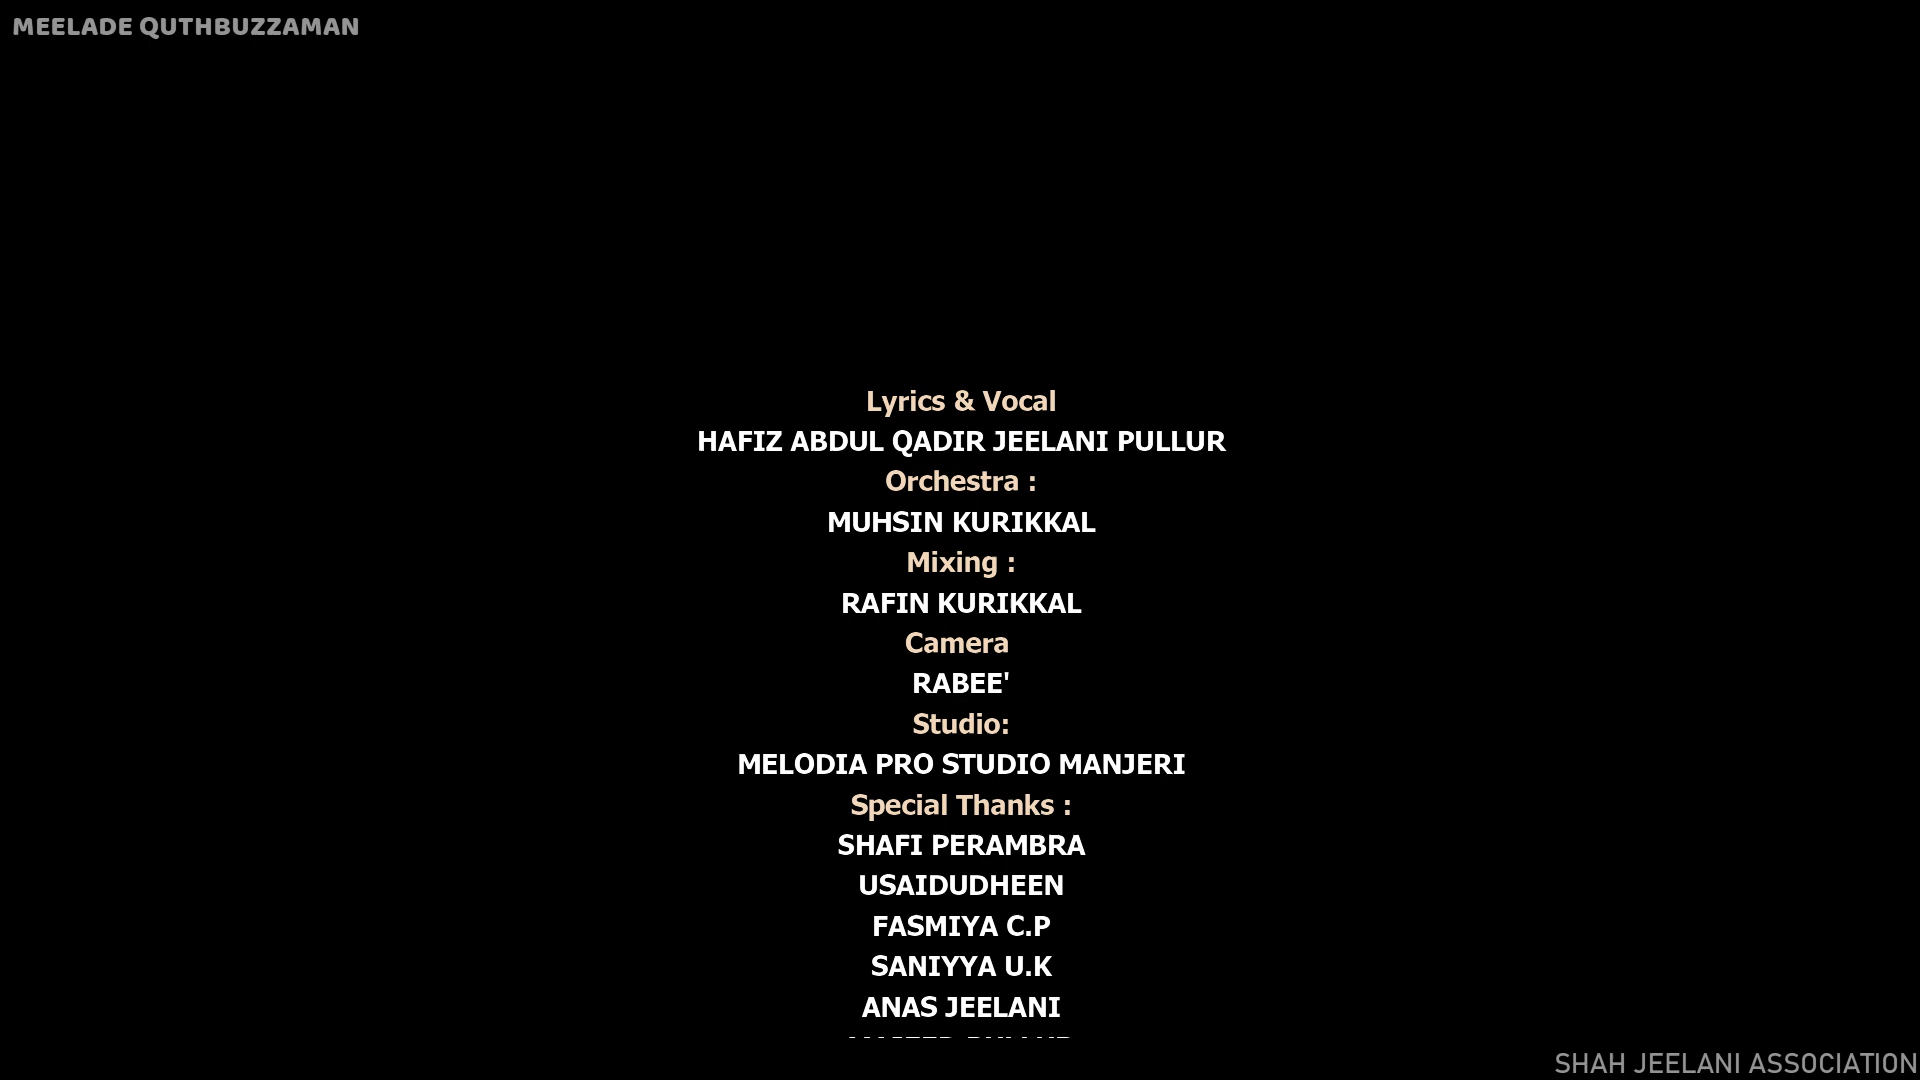 MEELADE QUTHBUZZAMAN
Lyrics & Vocal
HAFIZ ABDUL QADIR JEELANI PULLUR
Orchestra :
MUHSIN KURIKKAL
Mixing :
RAFIN KURIKKAL
Camera
RABEE'
Studio:
MELODIA PRO STUDIO MANJERI
Special Thanks :
SHAFI PERAMBRA
USAIDUDHEEN
FASMIYA C.P
SANIYYA U.K
ANAS JEELANI
SHAH JEELANI ASSOCIATION